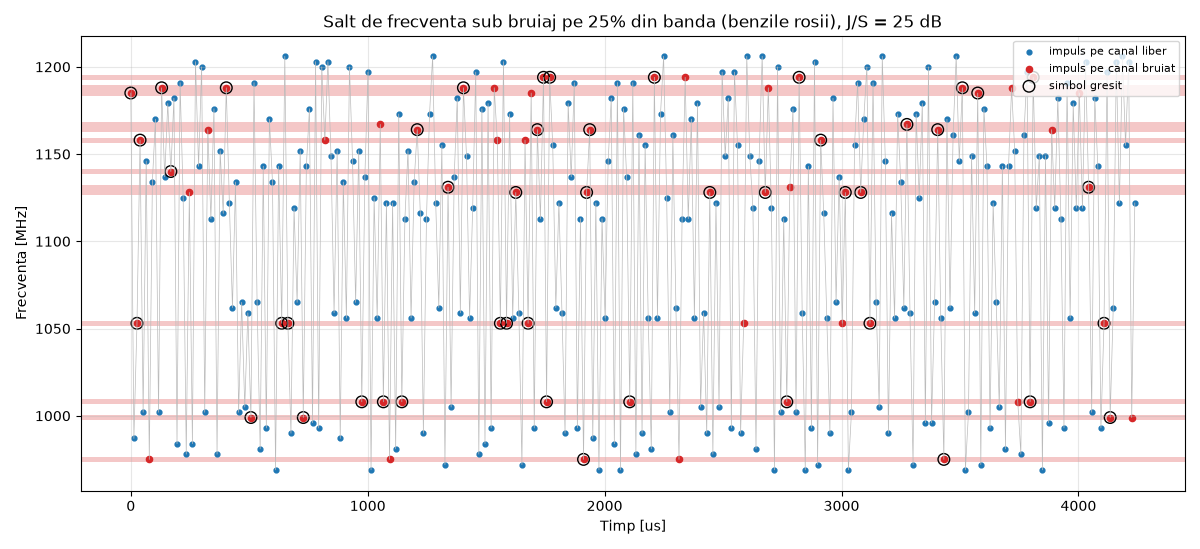 Salt de frecventa sub bruiaj pe 25% din banda (benzile rosii), J/S = 25 dB
impuls pe canal liber
impuls pe canal bruiat
simbol gresit
Frecventa [MHz]
1200
1150
1100
1050
1000
0
1000
2000
3000
4000
Timp [us]